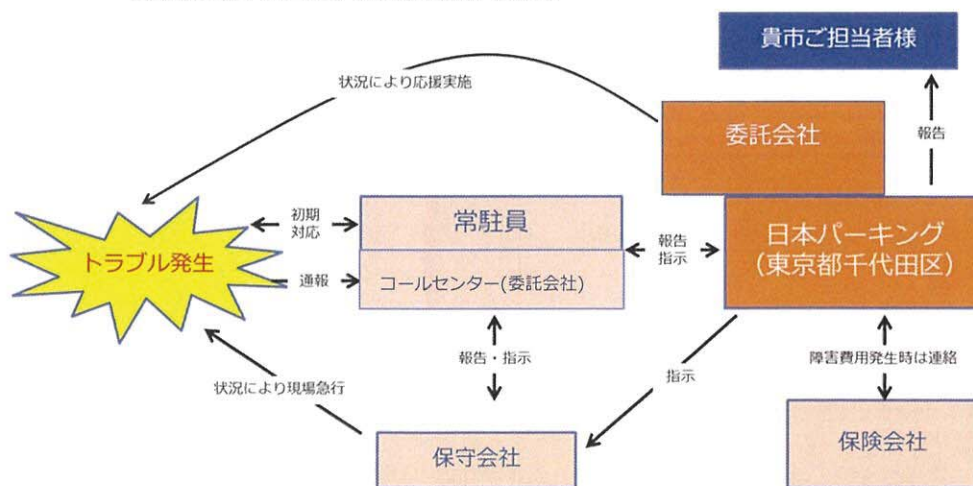 貴市ご担当者様
状況により応援実施
委託会社
報告
初期
対応
常駐員
報告
指示
日本パーキング
(東京都千代田区)
トラブル発生
通報
コールセンター(委託会社)
報告・指示
指示
障害費用発生時は連絡
状況により現場急行
保守会社
保険会社